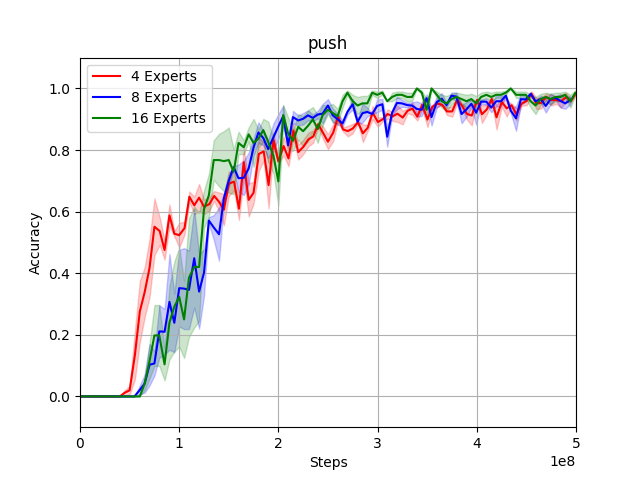 push
4 Experts
8 Experts
16 Experts
Accuracy
1.0
0.8
0.6
0.4
0.2
0.0
0 1 2 3 4 5
Steps
1e8